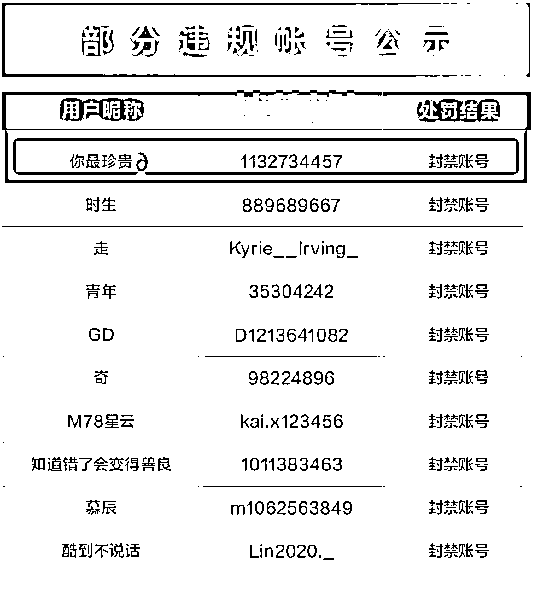 部分违规帐号公示
用户昵称 处罚结果
你最珍贵∂ 1132734457 封禁账号
时生 889689667 封禁账号
走 Kyrie__Irving_ 封禁账号
青年 35304242 封禁账号
GD D1213641082 封禁账号
奇 98224896 封禁账号
M78星云 kai.x123456 封禁账号
知道错了会变得善良 1011383463 封禁账号
慕辰 m1062563849 封禁账号
酷到不说话 Lin2020._ 封禁账号